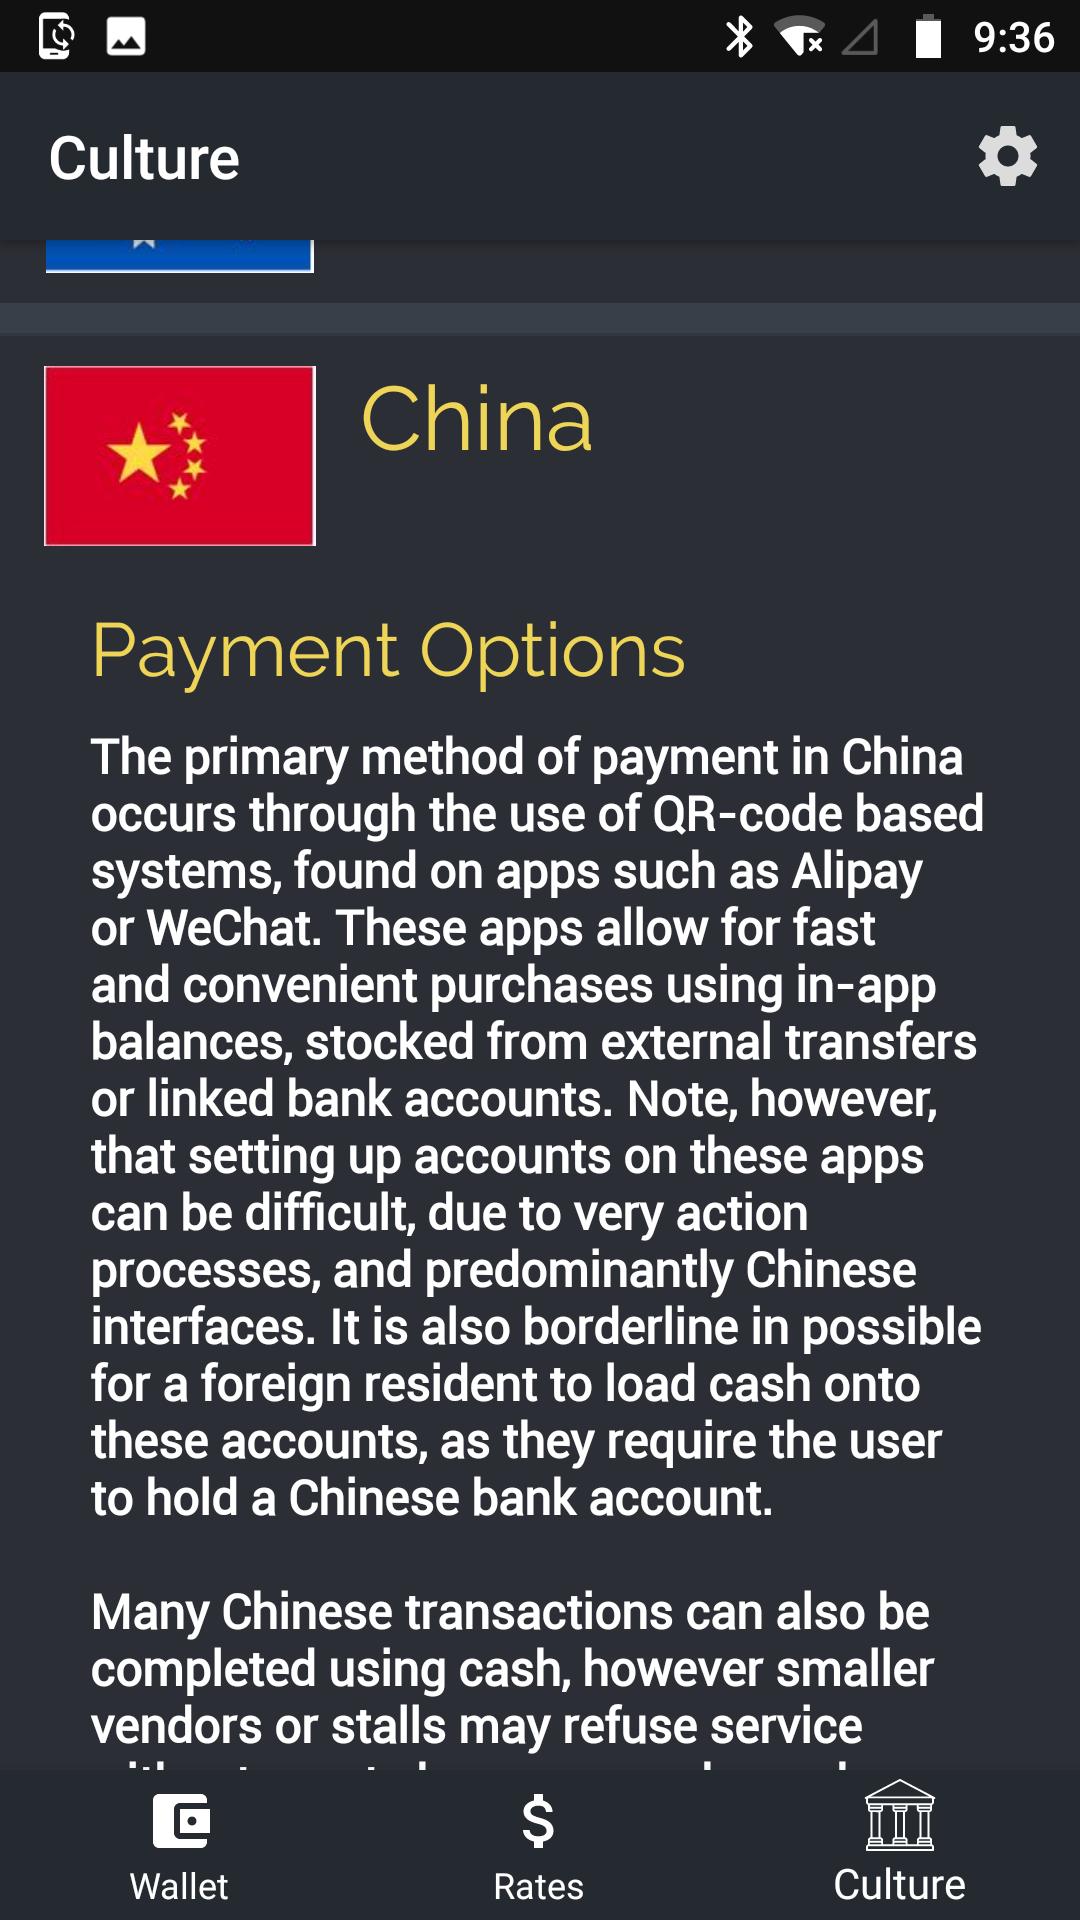 9:36
Culture
China
Payment Options
The primary method of payment in China
occurs through the use of QR-code based
systems, found on apps such as Alipay
or WeChat. These apps allow for fast
and convenient purchases using in-app
balances, stocked from external transfers
or linked bank accounts. Note, however,
that setting up accounts on these apps
can be difficult, due to very action
processes, and predominantly Chinese
interfaces. It is also borderline in possible
for a foreign resident to load cash onto
these accounts, as they require the user
to hold a Chinese bank account.
Many Chinese transactions can also be
completed using cash, however smaller
vendors or stalls may refuse service
Wallet
Rates
Culture